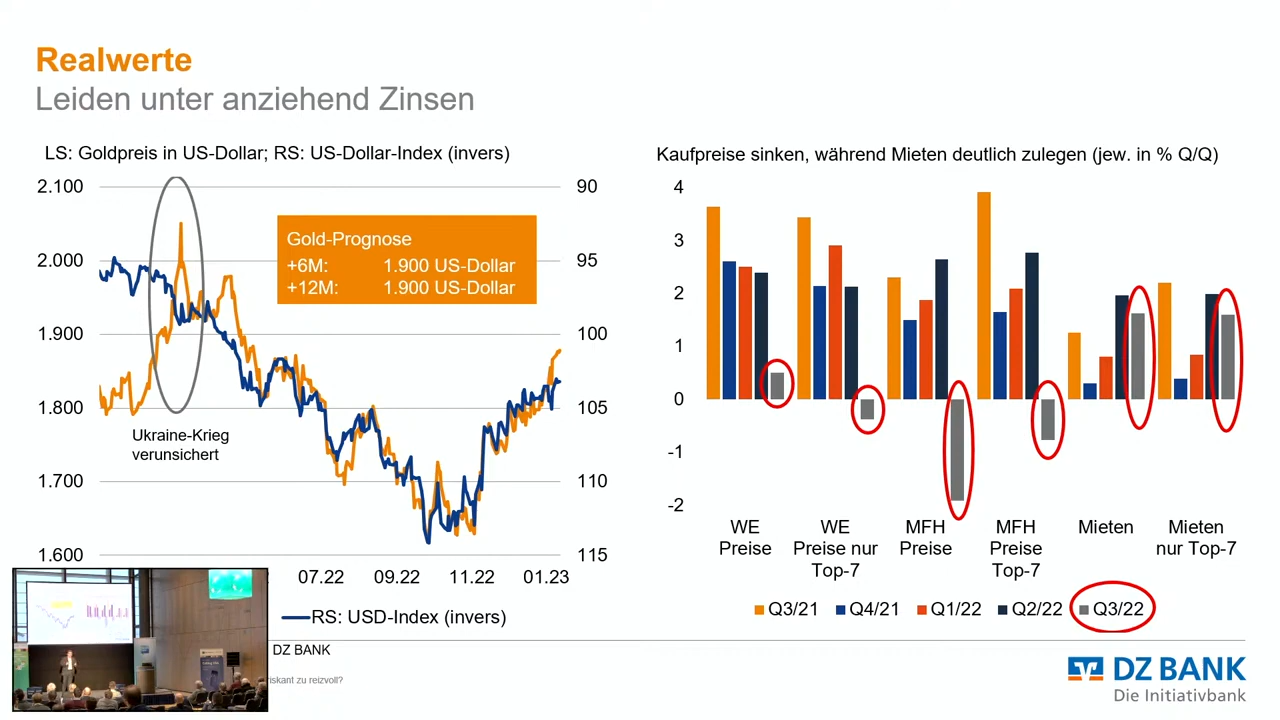 Realwerte
Leiden unter anziehend Zinsen
LS: Goldpreis in US-Dollar; RS: US-Dollar-Index (invers)
2.100
2.000
1.900
1.800
1.700
1.600
90
95
100
105
110
115
Gold-Prognose
+6M: 1.900 US-Dollar
+12M: 1.900 US-Dollar
Ukraine-Krieg
verunsichert
07.22 09.22 11.22 01.23
RS: USD-Index (invers)
Kaufpreise sinken, während Mieten deutlich zulegen (jew. in % Q/Q)
4
3
2
1
0
-1
-2
WE Preise
WE Preise nur Top-7
MFH Preise
MFH Preise Top-7
Mieten
Mieten nur Top-7
Q3/21 Q4/21 Q1/22 Q2/22 Q3/22
DZ BANK
zu reizvoll?
DZ BANK
Die Initiativbank